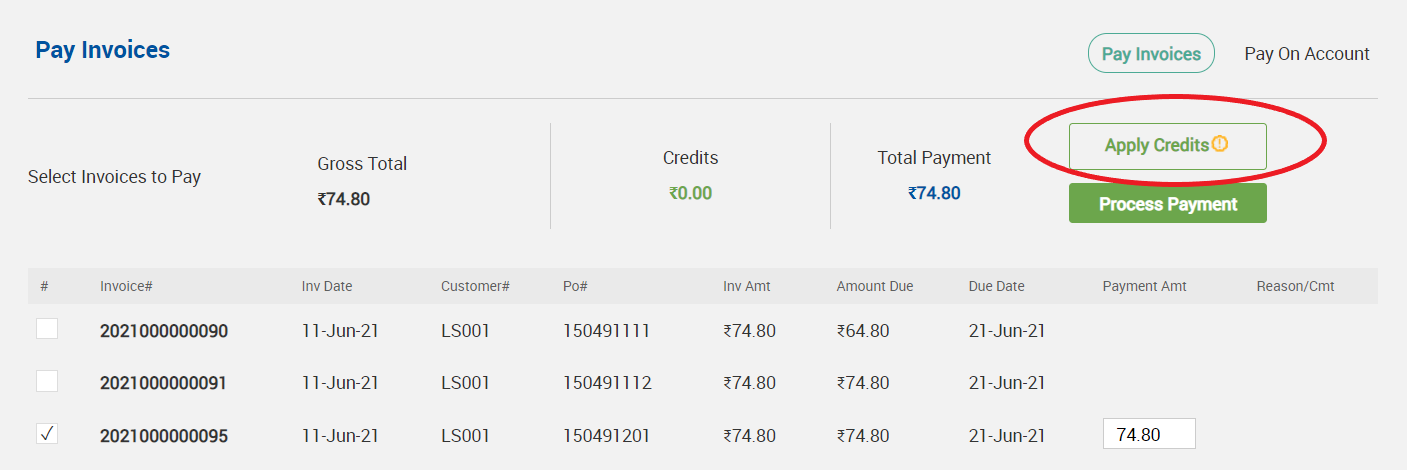 Pay Invoices
Pay Invoices Pay On Account
Select Invoices to Pay
Gross Total
₹74.80
Credits
₹0.00
Total Payment
₹74.80
Apply Credits
Process Payment
# Invoice# Inv Date Customer# Po# Inv Amt Amount Due Due Date Payment Amt Reason/Cmt
2021000000090 11-Jun-21 LS001 150491111 ₹74.80 ₹64.80 21-Jun-21
2021000000091 11-Jun-21 LS001 150491112 ₹74.80 ₹74.80 21-Jun-21
2021000000095 11-Jun-21 LS001 150491201 ₹74.80 ₹74.80 21-Jun-21 74.80